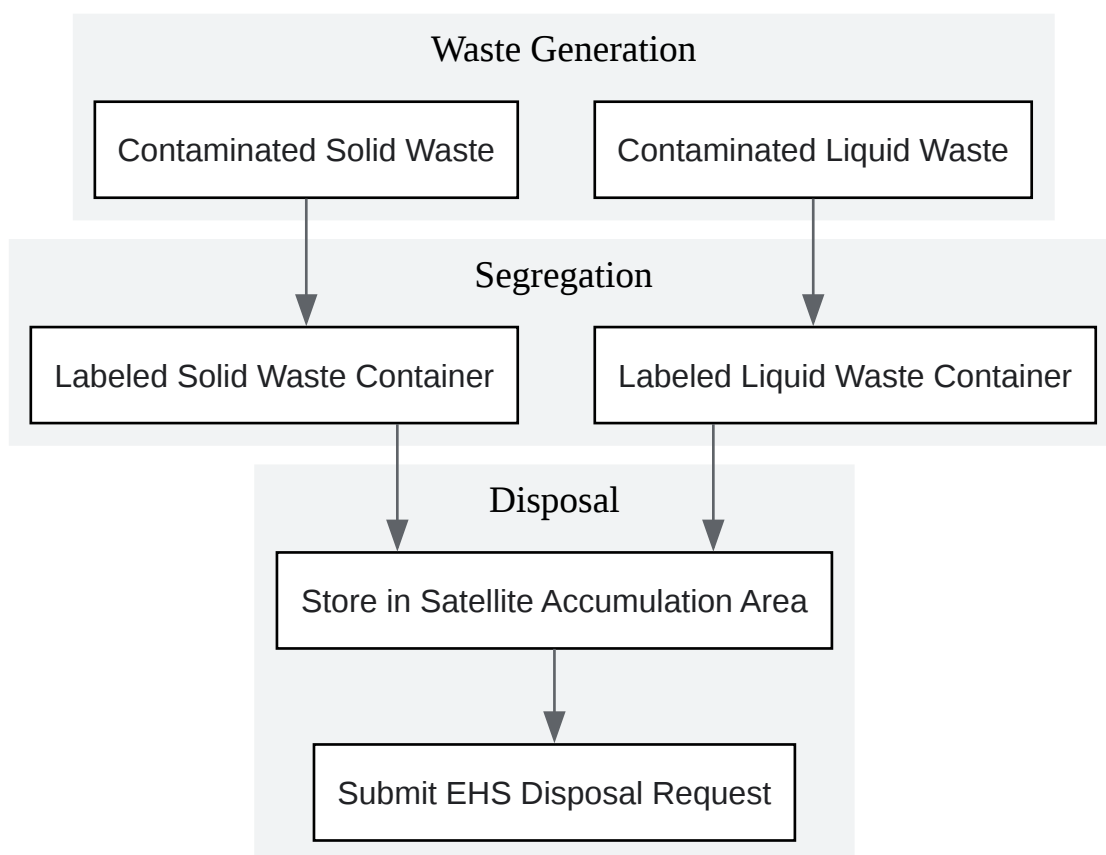 Waste Generation
Contaminated Solid Waste
Contaminated Liquid Waste
Segregation
Labeled Solid Waste Container
Labeled Liquid Waste Container
Disposal
Store in Satellite Accumulation Area
Submit EHS Disposal Request